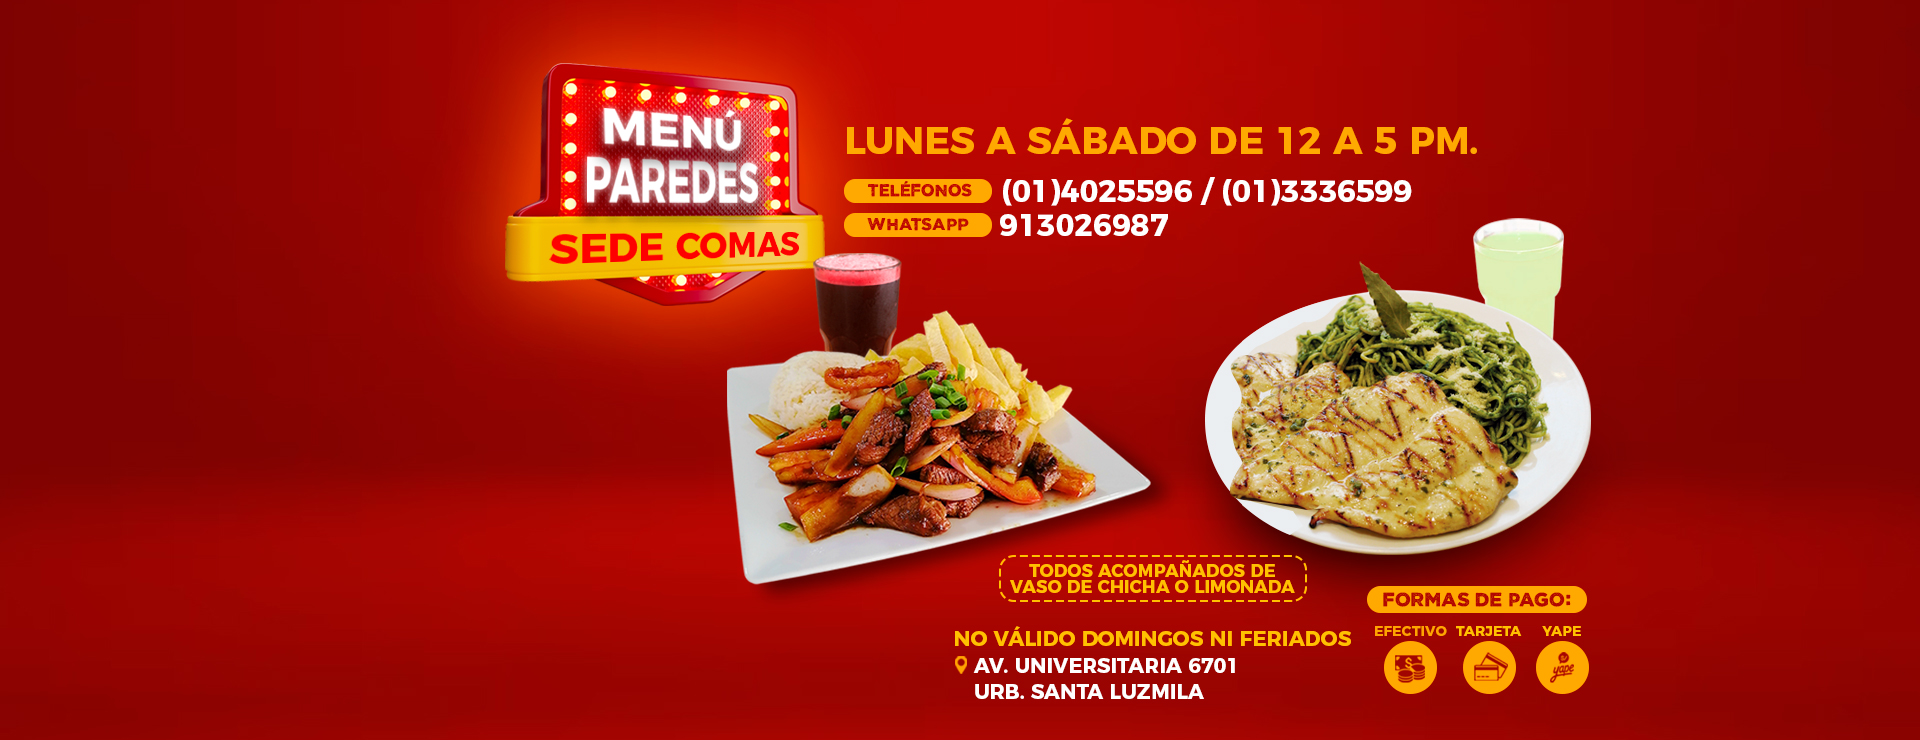 MENÚ
PAREDES
SEDE COMAS
LUNES A SÁBADO DE 12 A 5 PM.
TELÉFONOS (01)4025596 / (01)3336599
WHATSAPP 913026987
TODOS ACOMPAÑADOS DE
VASO DE CHICHA O LIMONADA
NO VÁLIDO DOMINGOS NI FERIADOS
AV. UNIVERSITARIA 6701
URB. SANTA LUZMILA
FORMAS DE PAGO:
EFECTIVO TARJETA YAPE
$
S/
yape